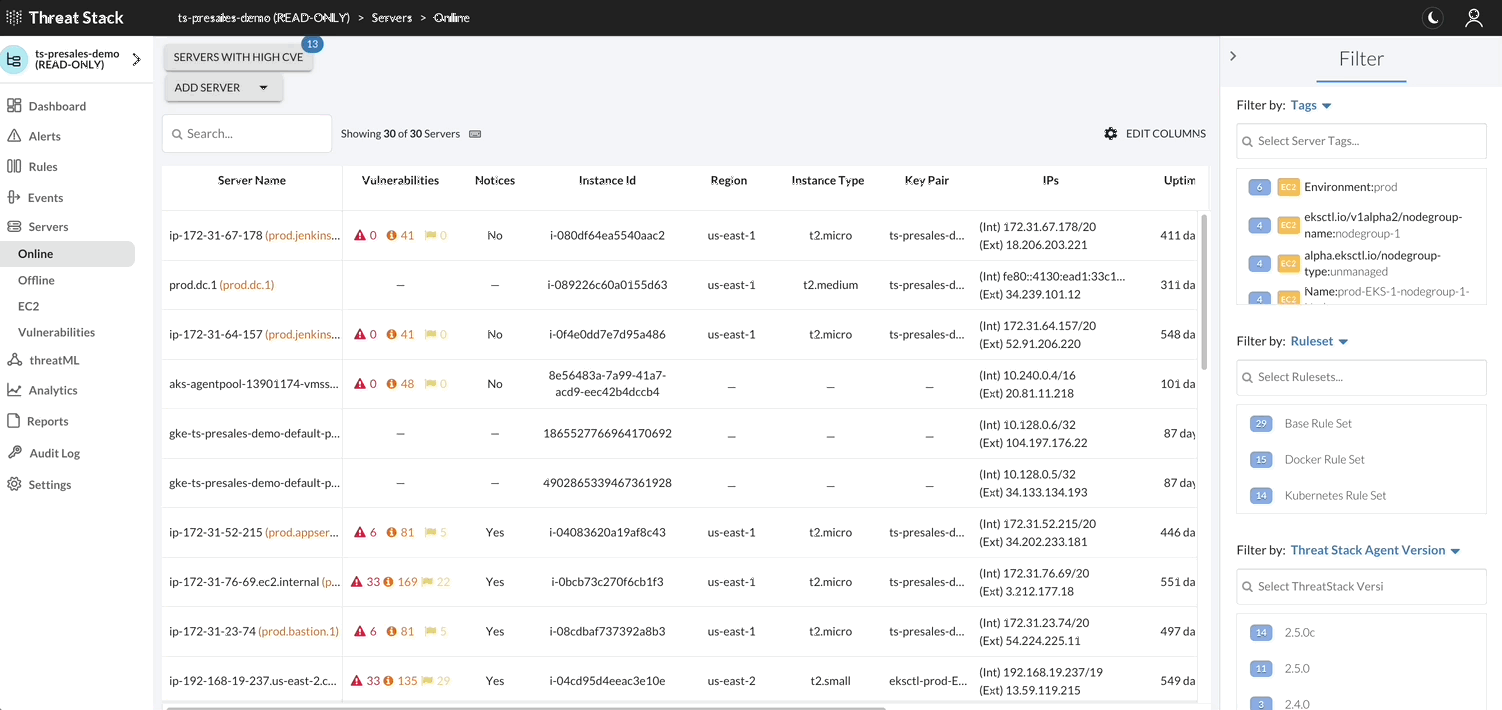 Threat Stack
ts-presales-demo (READ-ONLY) > Servers > Online
ts-presales-demo
(READ-ONLY)
Dashboard
Alerts
Rules
Events
Servers
Online
Offline
EC2
Vulnerabilities
threatML
Analytics
Reports
Audit Log
Settings
SERVERS WITH HIGH CVE 13
ADD SERVER
Search...
Showing 30 of 30 Servers
EDIT COLUMNS
Server Name Vulnerabilities Notices Instance Id Region Instance Type Key Pair IPs Uptim
ip-172-31-67-178 (prod.jenkins... 0 41 0 No i-080df64ea5540aac2 us-east-1 t2.micro ts-presales-d... (Int) 172.31.67.178/20 411 da
(Ext) 18.206.203.221
prod.dc.1 (prod.dc.1) — — i-089226c60a0155d63 us-east-1 t2.medium ts-presales-d... (Int) fe80::4130:ead1:33c1... 311 da
(Ext) 34.239.101.12
ip-172-31-64-157 (prod.jenkins... 0 41 0 No i-0f4e0dd7e7d95a486 us-east-1 t2.micro ts-presales-d... (Int) 172.31.64.157/20 548 da
(Ext) 52.91.206.220
aks-agentpool-13901174-vmss... 0 48 0 No 8e56483a-7a99-41a7- — — — (Int) 10.240.0.4/16 101 da
acd9-eec42b4dccb4 (Ext) 20.81.11.218
gke-ts-presales-demo-default-p... — — 1865527766964170692 — — — (Int) 10.128.0.6/32 87 day
(Ext) 104.197.176.22
gke-ts-presales-demo-default-p... — — 4902865339467361928 — — — (Int) 10.128.0.5/32 87 day
(Ext) 34.133.134.193
ip-172-31-52-215 (prod.appser... 6 81 5 Yes i-04083620a19af8c43 us-east-1 t2.micro ts-presales-d... (Int) 172.31.52.215/20 446 da
(Ext) 34.202.233.181
ip-172-31-76-69.ec2.internal (p... 33 169 22 Yes i-0bcb73c270f6cb1f3 us-east-1 t2.micro ts-presales-d... (Int) 172.31.76.69/20 551 da
(Ext) 3.212.177.18
ip-172-31-23-74 (prod.bastion.1) 6 81 5 Yes i-08cdbaf737392a8b3 us-east-1 t2.micro ts-presales-d... (Int) 172.31.23.74/20 497 da
(Ext) 54.224.225.11
ip-192-168-19-237.us-east-2.c... 33 135 29 Yes i-04cd95d4eeac3e10e us-east-2 t2.small eksctl-prod-E... (Int) 192.168.19.237/19 549 da
(Ext) 13.59.119.215
Filter
Filter by: Tags
Select Server Tags...
6 EC2 Environment:prod
4 EC2 eksctl.io/v1alpha2/nodegroup-
name:nodegroup-1
4 EC2 alpha.eksctl.io/nodegroup-
type:unmanaged
4 EC2 Name:prod-EKS-1-nodegroup-1-
Filter by: Ruleset
Select Rulesets...
29 Base Rule Set
15 Docker Rule Set
14 Kubernetes Rule Set
Filter by: Threat Stack Agent Version
Select ThreatStack Versi
14 2.5.0c
11 2.5.0
3 2.4.0